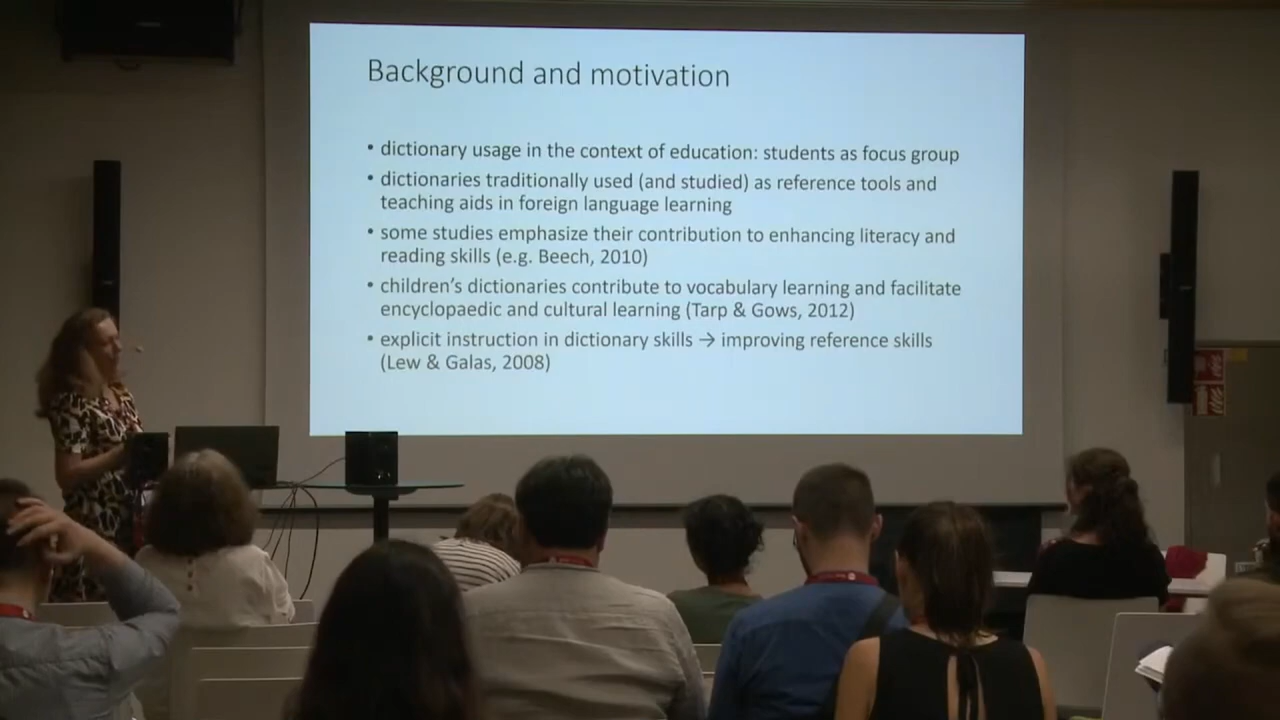 Background and motivation
• dictionary usage in the context of education: students as focus group
• dictionaries traditionally used (and studied) as reference tools and
teaching aids in foreign language learning
• some studies emphasize their contribution to enhancing literacy and
reading skills (e.g. Beech, 2010)
• children's dictionaries contribute to vocabulary learning and facilitate
encyclopaedic and cultural learning (Tarp & Gows, 2012)
• explicit instruction in dictionary skills → improving reference skills
(Lew & Galas, 2008)